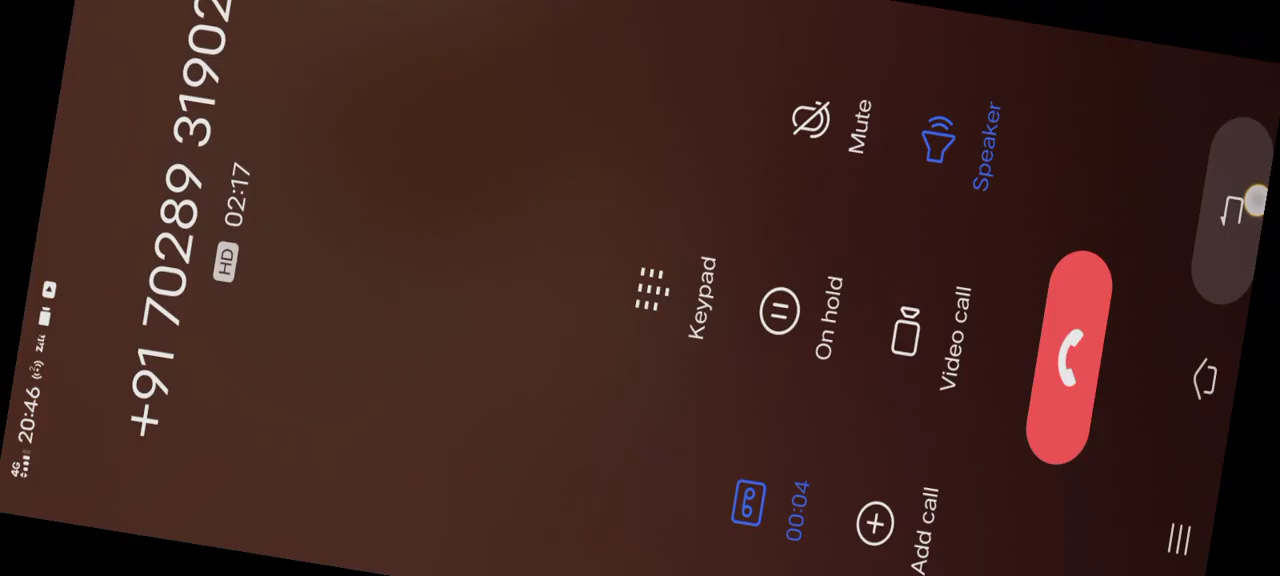 4G 20:46
+91 70289 31902
HD 02:17
00:04
Keypad
Mute
Add call
On hold
Speaker
Video call